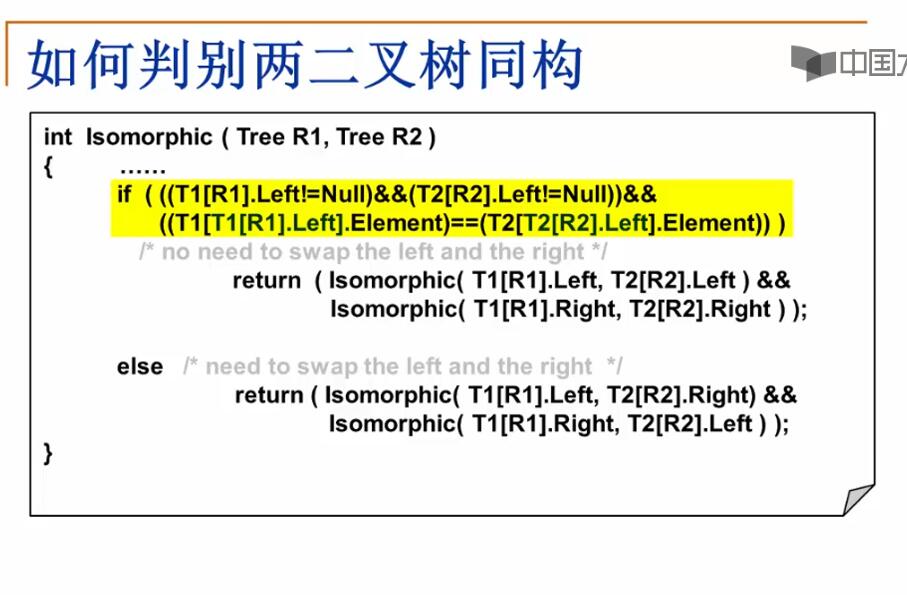 如何判别两二叉树同构
中国大
int Isomorphic ( Tree R1, Tree R2 )
{ ……
if ( ((T1[R1].Left!=Null)&&(T2[R2].Left!=Null))&&
((T1[T1[R1].Left].Element)==(T2[T2[R2].Left].Element)) )
/* no need to swap the left and the right */
return ( Isomorphic( T1[R1].Left, T2[R2].Left ) &&
Isomorphic( T1[R1].Right, T2[R2].Right ) );
else /* need to swap the left and the right */
return ( Isomorphic( T1[R1].Left, T2[R2].Right) &&
Isomorphic( T1[R1].Right, T2[R2].Left ) );
}